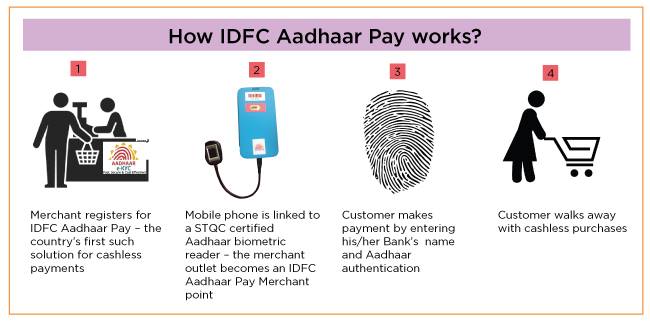 How IDFC Aadhaar Pay works?
1
2
3
4
AADHAAR
e-KYC
Merchant registers for
IDFC Aadhaar Pay – the
country's first such
solution for cashless
payments
Mobile phone is linked to
a STQC certified
Aadhaar biometric
reader – the merchant
outlet becomes an IDFC
Aadhaar Pay Merchant
point
Customer makes
payment by entering
his/her Bank's  name
and Aadhaar
authentication
Customer walks away
with cashless purchases